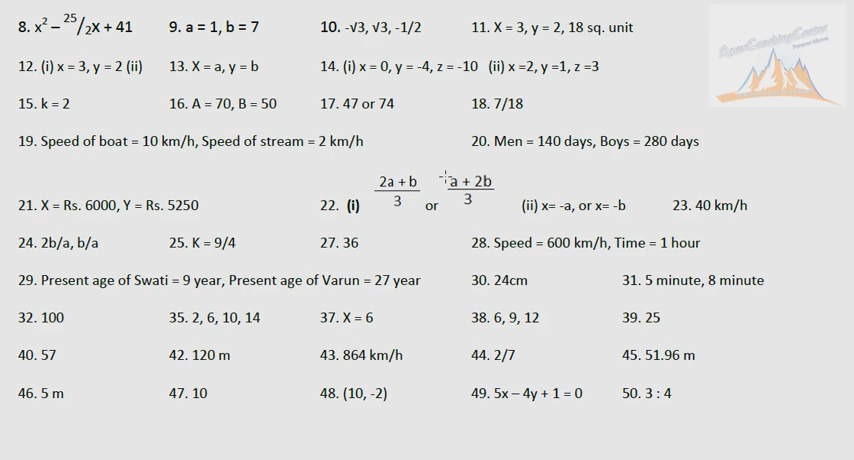 8. x² – ²⁵/₂x + 41 9. a = 1, b = 7 10. -√3, √3, -1/2 11. X = 3, y = 2, 18 sq. unit
ApexCoachingCenter
12. (i) x = 3, y = 2 (ii) 13. X = a, y = b 14. (i) x = 0, y = -4, z = -10 (ii) x =2, y =1, z =3
15. k = 2 16. A = 70, B = 50 17. 47 or 74 18. 7/18
19. Speed of boat = 10 km/h, Speed of stream = 2 km/h 20. Men = 140 days, Boys = 280 days
21. X = Rs. 6000, Y = Rs. 5250 22. (i) (2a + b)/3 or (a + 2b)/3 (ii) x= -a, or x= -b 23. 40 km/h
24. 2b/a, b/a 25. K = 9/4 27. 36 28. Speed = 600 km/h, Time = 1 hour
29. Present age of Swati = 9 year, Present age of Varun = 27 year 30. 24cm 31. 5 minute, 8 minute
32. 100 35. 2, 6, 10, 14 37. X = 6 38. 6, 9, 12 39. 25
40. 57 42. 120 m 43. 864 km/h 44. 2/7 45. 51.96 m
46. 5 m 47. 10 48. (10, -2) 49. 5x – 4y + 1 = 0 50. 3 : 4